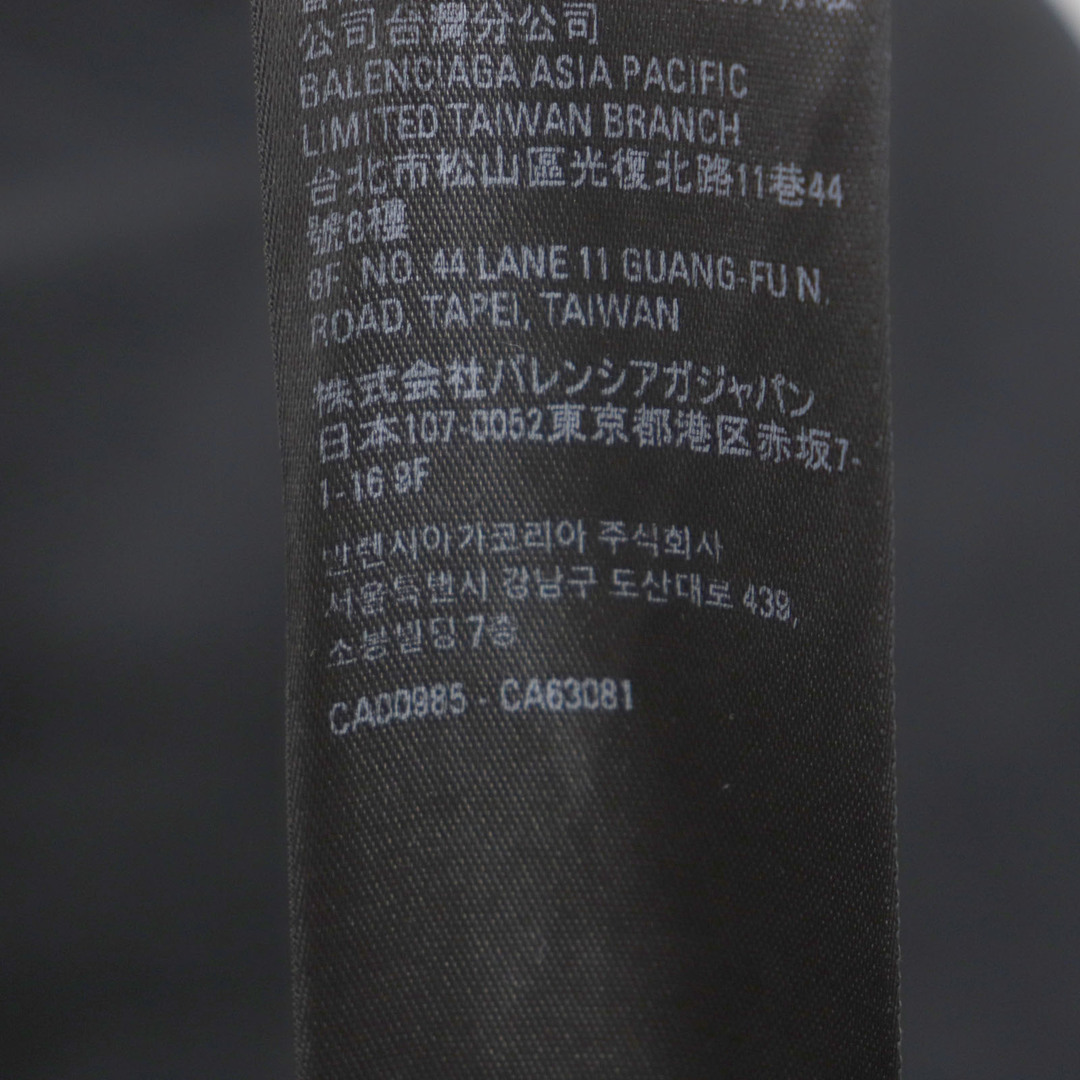 公司台灣分公司
BALENCIAGA ASIA PACIFIC
LIMITED TAIWAN BRANCH
台北市松山區光復北路11巷44
號8樓
8F. NO. 44 LANE 11 GUANG-FU N.
ROAD, TAPEI, TAIWAN
株式会社バレンシアガジャパン
日本107-0052東京都港区赤坂7-
1-16 9F
발렌시아가코리아 주식회사
서울특번시 강남구 도산대로 439,
소봉빌딩 7층
CA00985 - CA63081